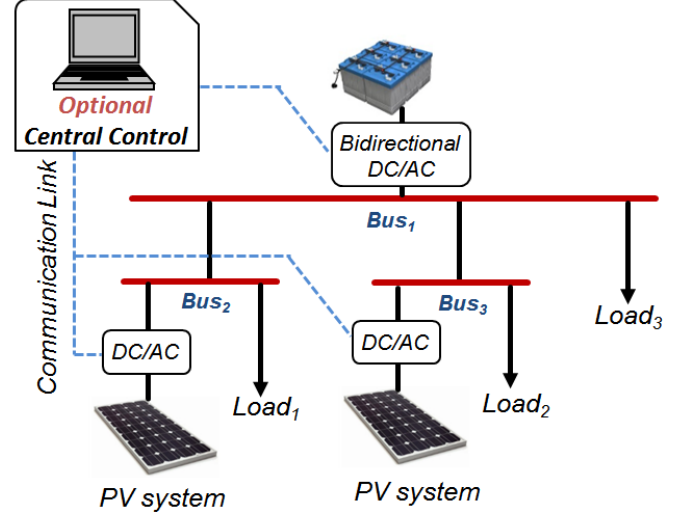 Optional
Central Control
Bidirectional
DC/AC
Communication Link
Bus₁
Bus₂
Bus₃
DC/AC
DC/AC
Load₁
Load₂
Load₃
PV system
PV system